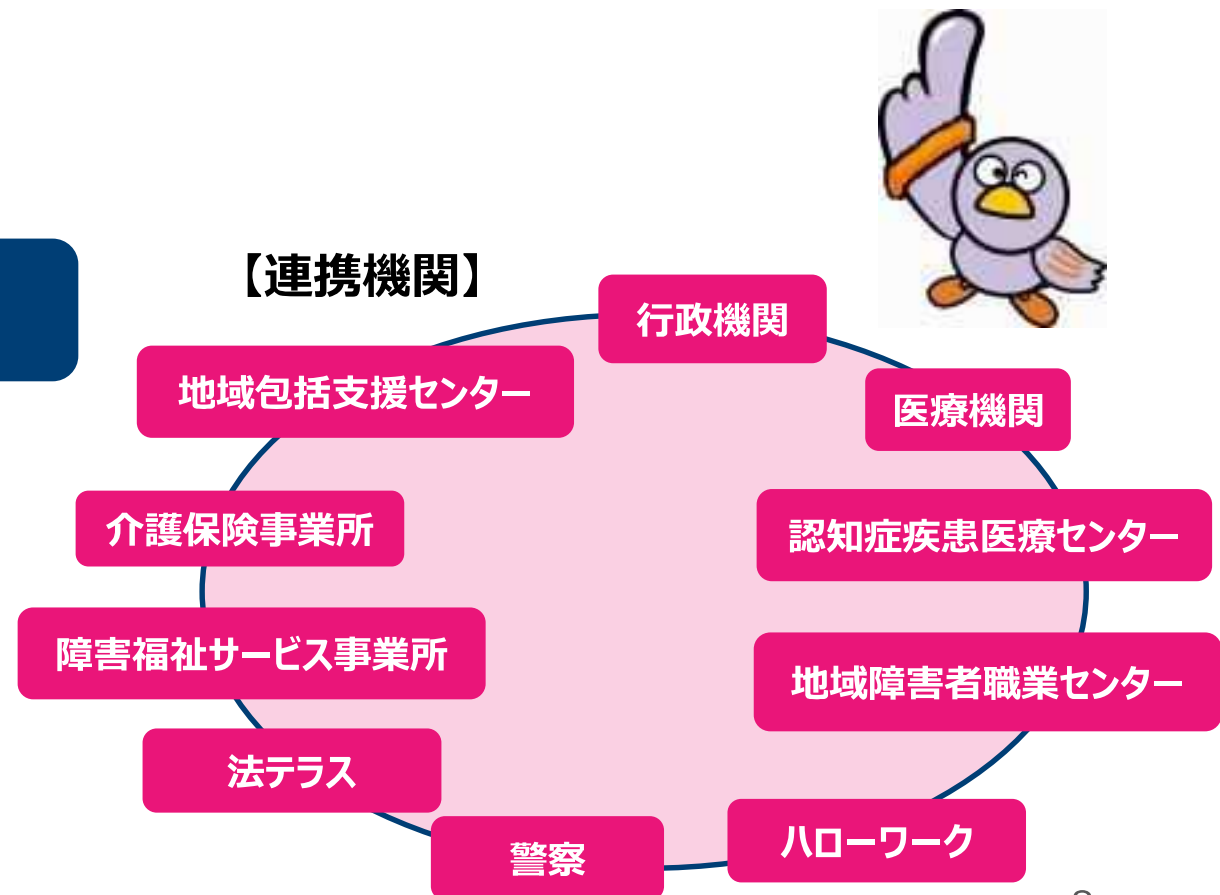 【連携機関】
行政機関
地域包括支援センター
医療機関
介護保険事業所
認知症疾患医療センター
障害福祉サービス事業所
地域障害者職業センター
法テラス
ハローワーク
警察